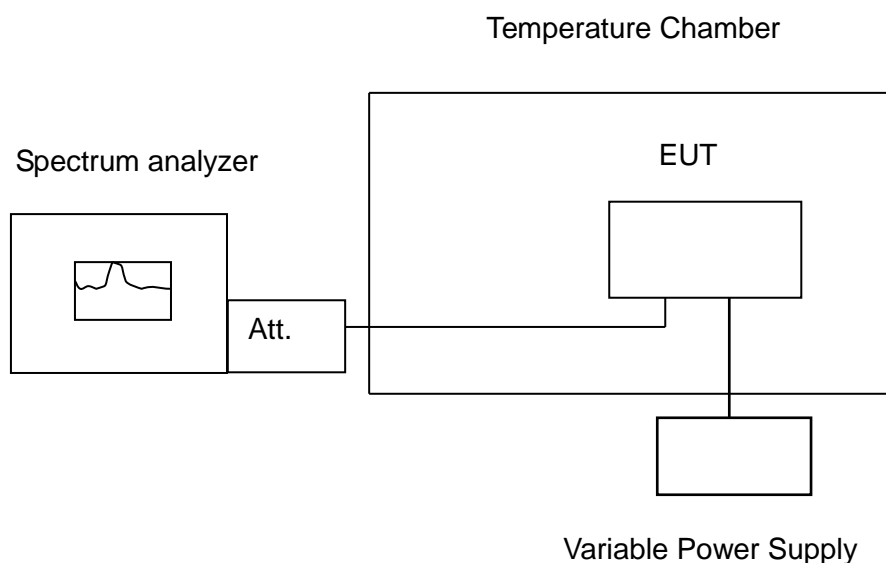 Temperature Chamber
Spectrum analyzer
EUT
Att.
Variable Power Supply